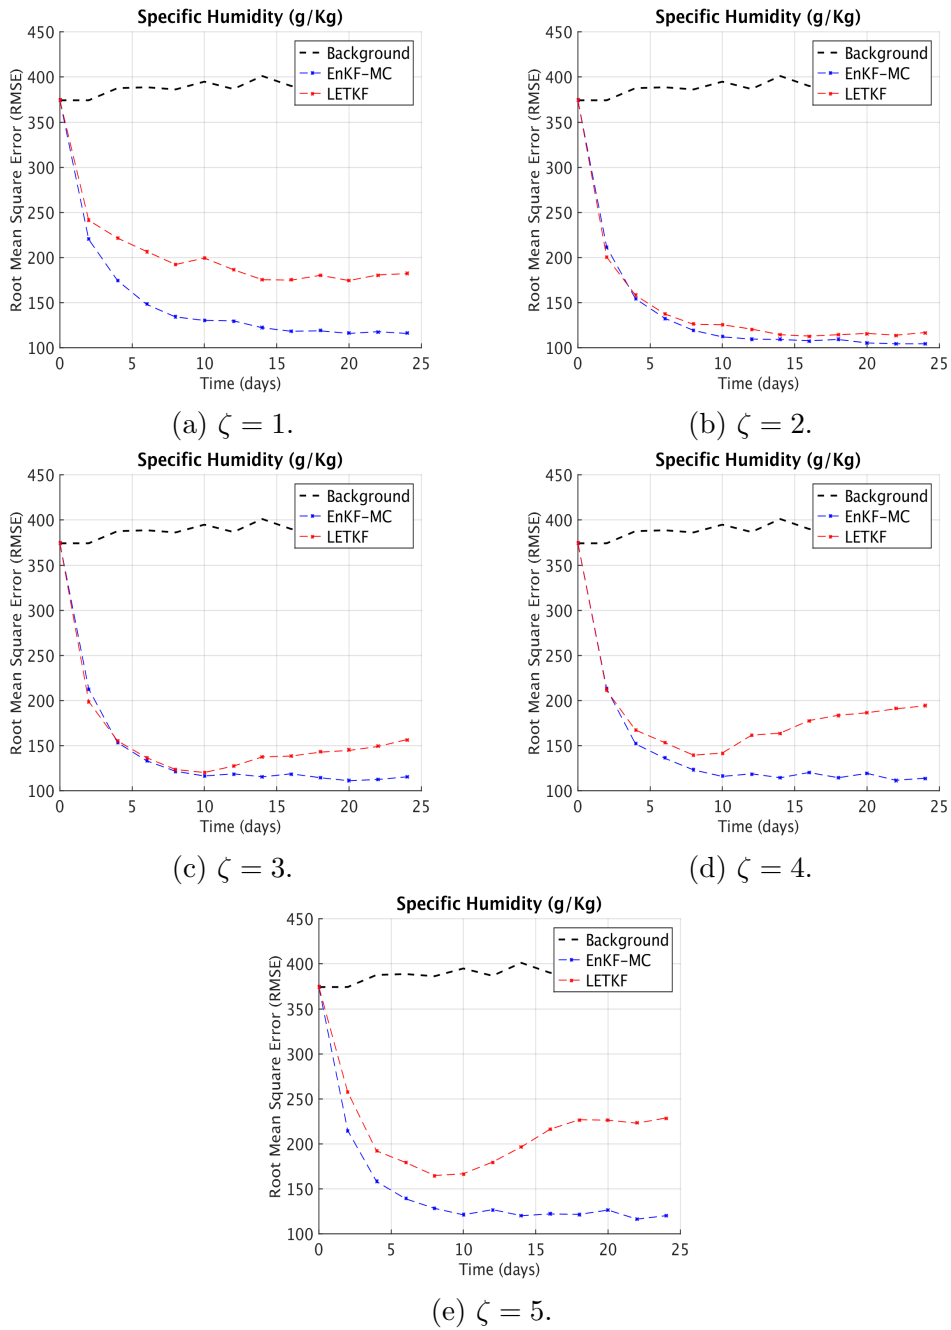 Specific Humidity (g/Kg)
Root Mean Square Error (RMSE)
450
400
350
300
250
200
150
100
0 5 10 15 20 25
Time (days)
Background
EnKF-MC
LETKF
(a) ζ = 1.
Specific Humidity (g/Kg)
Root Mean Square Error (RMSE)
450
400
350
300
250
200
150
100
0 5 10 15 20 25
Time (days)
Background
EnKF-MC
LETKF
(b) ζ = 2.
Specific Humidity (g/Kg)
Root Mean Square Error (RMSE)
450
400
350
300
250
200
150
100
0 5 10 15 20 25
Time (days)
Background
EnKF-MC
LETKF
(c) ζ = 3.
Specific Humidity (g/Kg)
Root Mean Square Error (RMSE)
450
400
350
300
250
200
150
100
0 5 10 15 20 25
Time (days)
Background
EnKF-MC
LETKF
(d) ζ = 4.
Specific Humidity (g/Kg)
Root Mean Square Error (RMSE)
450
400
350
300
250
200
150
100
0 5 10 15 20 25
Time (days)
Background
EnKF-MC
LETKF
(e) ζ = 5.